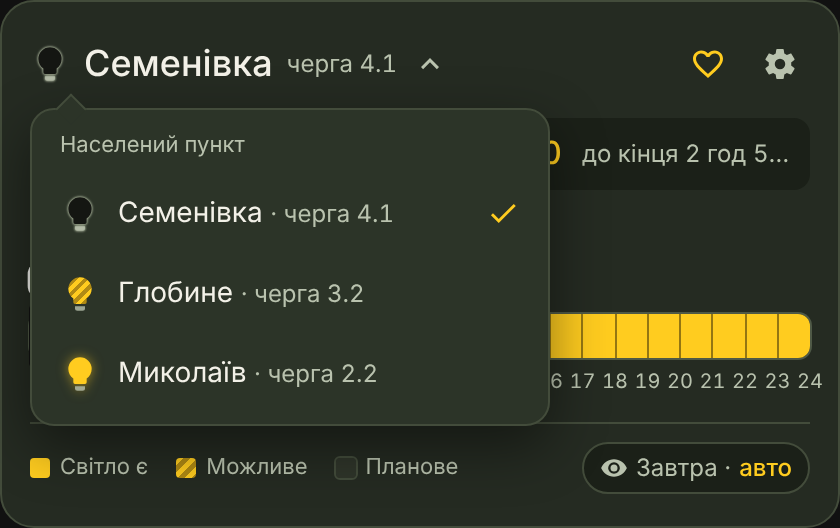 Семенівка черга 4.1
Населений пункт
до кінця 2 год 5...
Семенівка · черга 4.1
Глобине · черга 3.2
Миколаїв · черга 2.2
17 18 19 20 21 22 23 24
Світло є Можливе Планове Завтра · авто